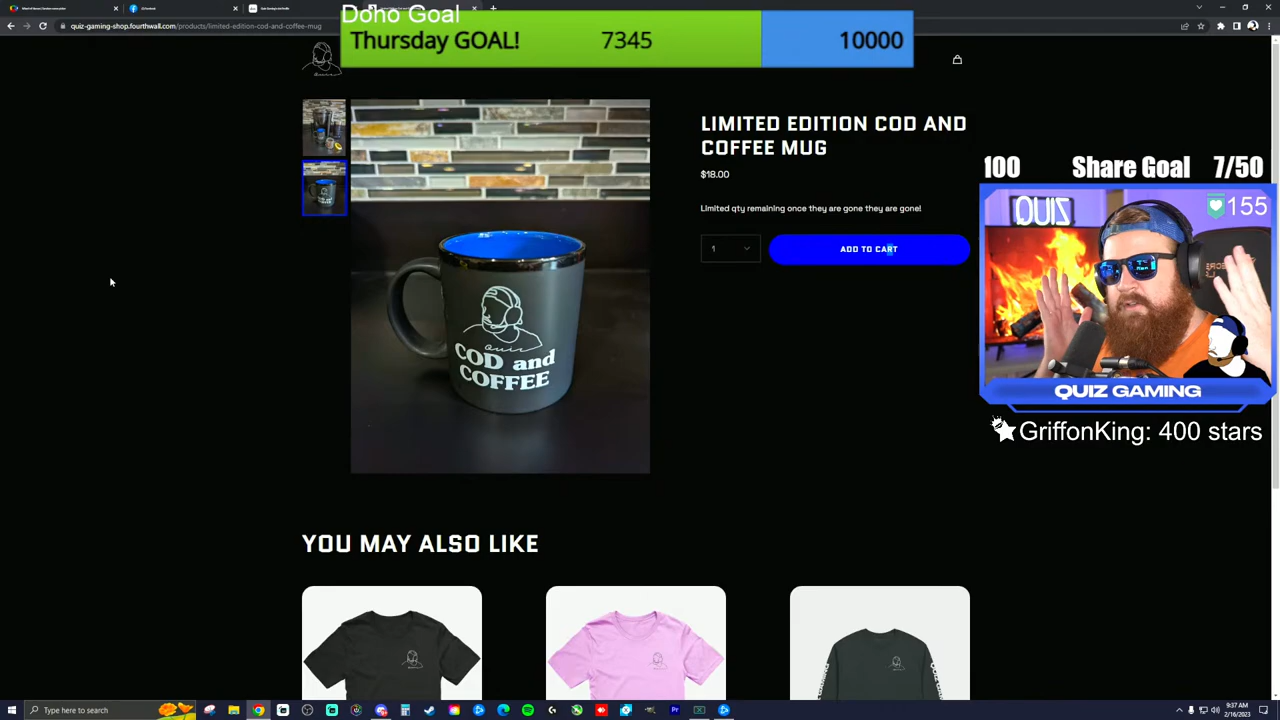 Dono Goal
Thursday GOAL! 7345 10000
quiz-gaming-shop.fourthwall.com/products/limited-edition-cod-and-coffee-mug
LIMITED EDITION COD AND
COFFEE MUG
$18.00
Limited qty remaining once they are gone they are gone!
1
ADD TO CART
Quiz
COD and
COFFEE
100 Share Goal 7/50
QUIZ
155
QUIZ GAMING
GriffonKing: 400 stars
YOU MAY ALSO LIKE
Type here to search
9:37 AM
2/16/2023